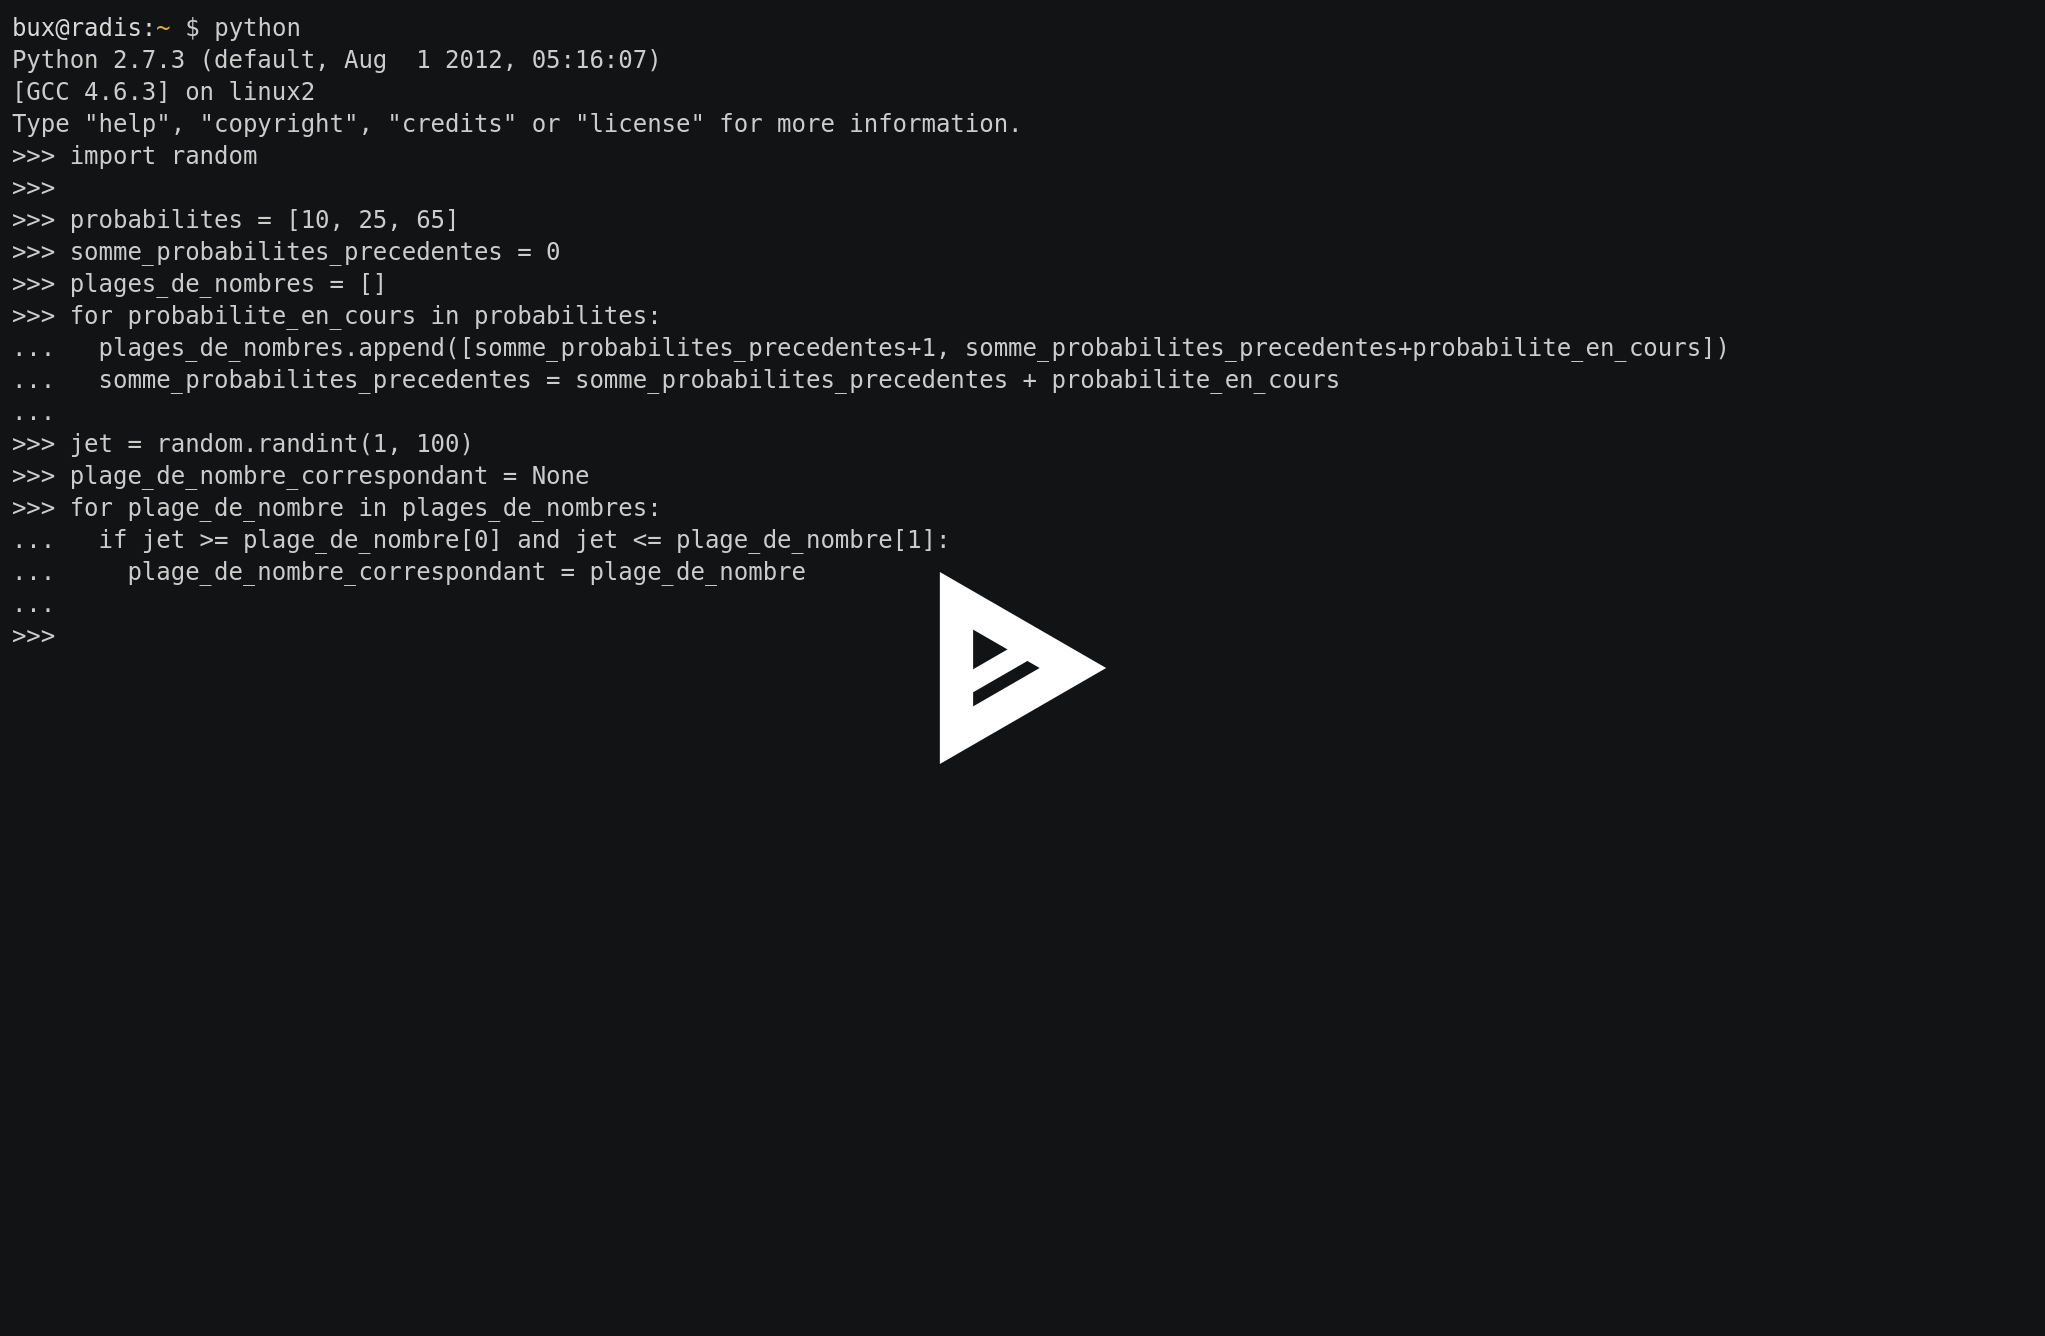 bux@radis:~ $ python
Python 2.7.3 (default, Aug  1 2012, 05:16:07)
[GCC 4.6.3] on linux2
Type "help", "copyright", "credits" or "license" for more information.
>>> import random
>>>
>>> probabilites = [10, 25, 65]
>>> somme_probabilites_precedentes = 0
>>> plages_de_nombres = []
>>> for probabilite_en_cours in probabilites:
...   plages_de_nombres.append([somme_probabilites_precedentes+1, somme_probabilites_precedentes+probabilite_en_cours])
...   somme_probabilites_precedentes = somme_probabilites_precedentes + probabilite_en_cours
...
>>> jet = random.randint(1, 100)
>>> plage_de_nombre_correspondant = None
>>> for plage_de_nombre in plages_de_nombres:
...   if jet >= plage_de_nombre[0] and jet <= plage_de_nombre[1]:
...     plage_de_nombre_correspondant = plage_de_nombre
...
>>>